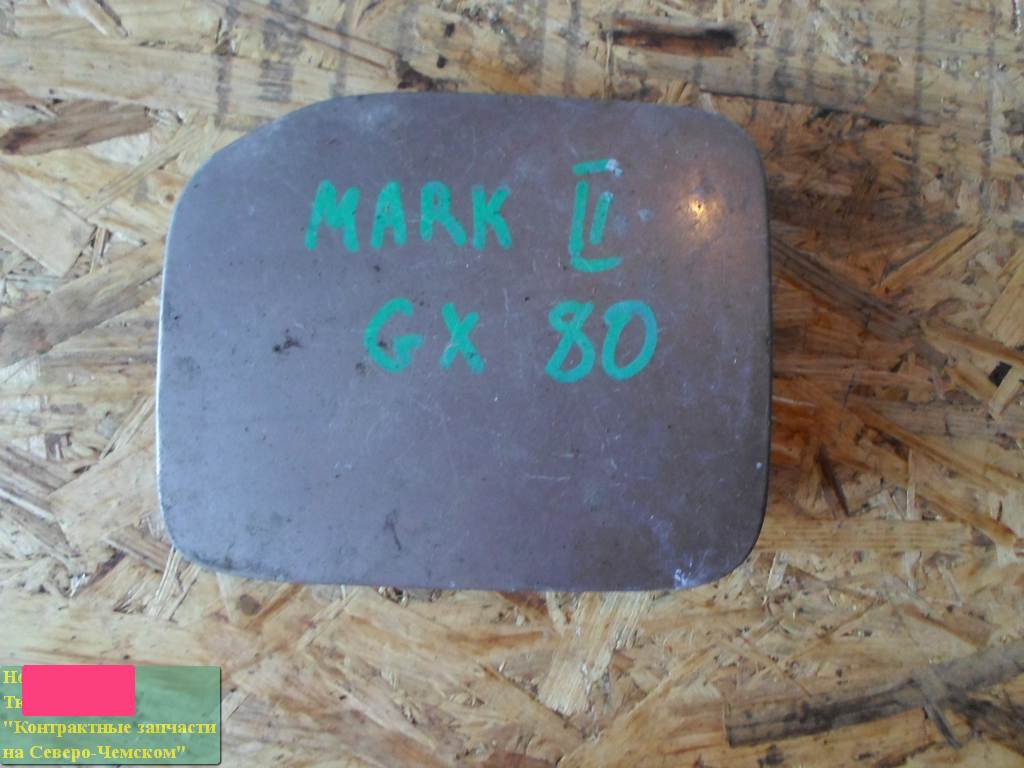 MARK II
GX 80
"Контрактные запчасти
на Северо-Чемском"